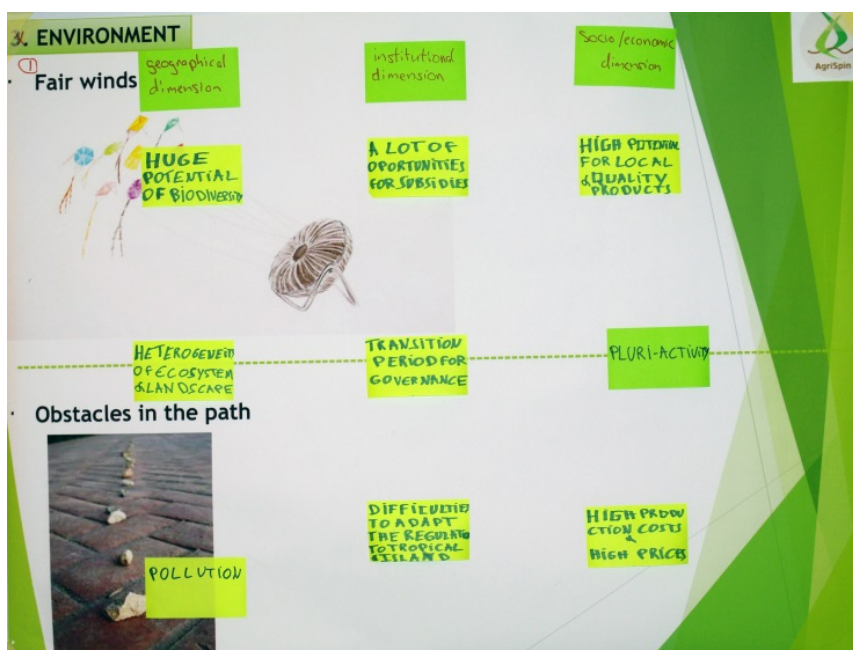 3. ENVIRONMENT
AgriSpin
1
· Fair winds
geographical
dimension
institutional
dimension
Socio/economic
dimension
HUGE
POTENTIAL
OF BIODIVERSITY
A LOT OF
OPORTUNITIES
FOR SUBSIDIES
HIGH POTENTIAL
FOR LOCAL
& QUALITY
PRODUCTS
HETEROGENEITY
OF ECOSYSTEM
& LANDSCAPE
TRANSITION
PERIOD FOR
GOVERNANCE
PLURI-ACTIVITY
· Obstacles in the path
POLLUTION
DIFFICULTIES
TO ADAPT
THE REGULATIO
TO TROPICAL
& ISLAND
HIGH PRODU
CTION COSTS
&
HIGH PRICES